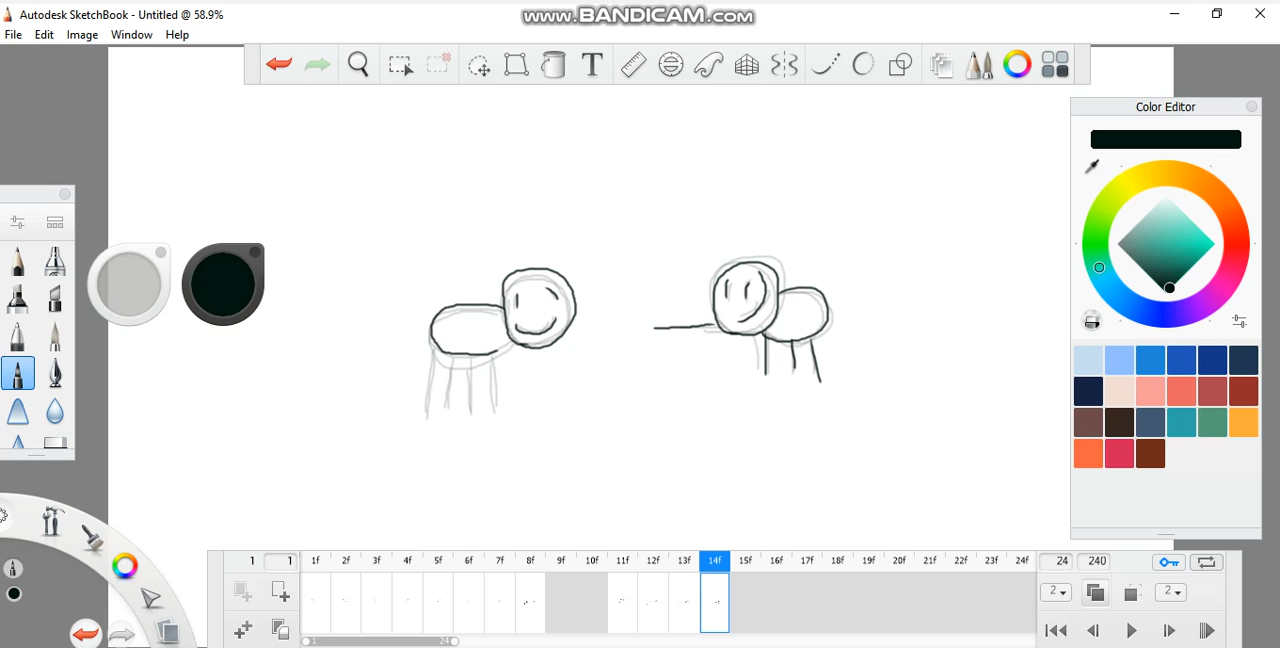 Autodesk SketchBook - Untitled @ 58.9%
www.BANDICAM.com
File Edit Image Window Help
T
Color Editor
1 1 1f 2f 3f 4f 5f 6f 7f 8f 9f 10f 11f 12f 13f 14f 15f 16f 17f 18f 19f 20f 21f 22f 23f 24f 24 240
2 2
1 24